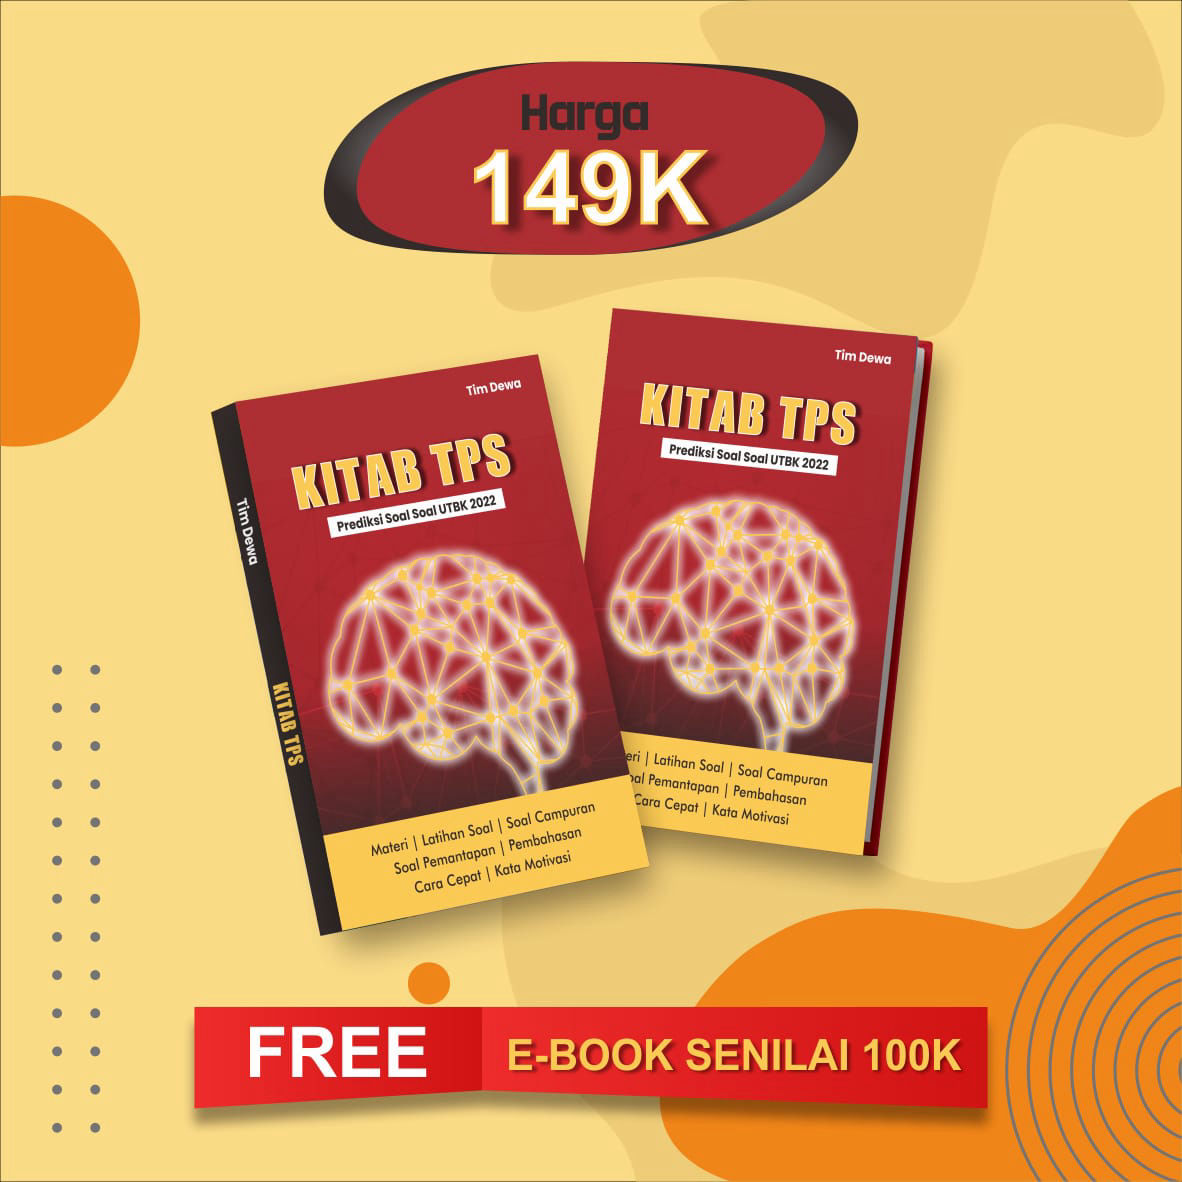 Harga
149K
Tim Dewa
KITAB TPS
Prediksi Soal Soal UTBK 2022
Materi | Latihan Soal | Soal Campuran
Soal Pemantapan | Pembahasan
Cara Cepat | Kata Motivasi
Tim Dewa
KITAB TPS
Tim Dewa
KITAB TPS
Prediksi Soal Soal UTBK 2022
eri | Latihan Soal | Soal Campuran
al Pemantapan | Pembahasan
Cara Cepat | Kata Motivasi
FREE
E-BOOK SENILAI 100K